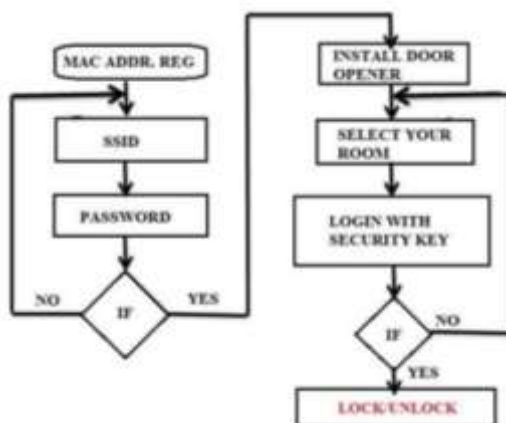 MAC ADDR. REG
SSID
PASSWORD
IF
NO
YES
INSTALL DOOR
OPENER
SELECT YOUR
ROOM
LOGIN WITH
SECURITY KEY
IF
NO
YES
LOCK/UNLOCK